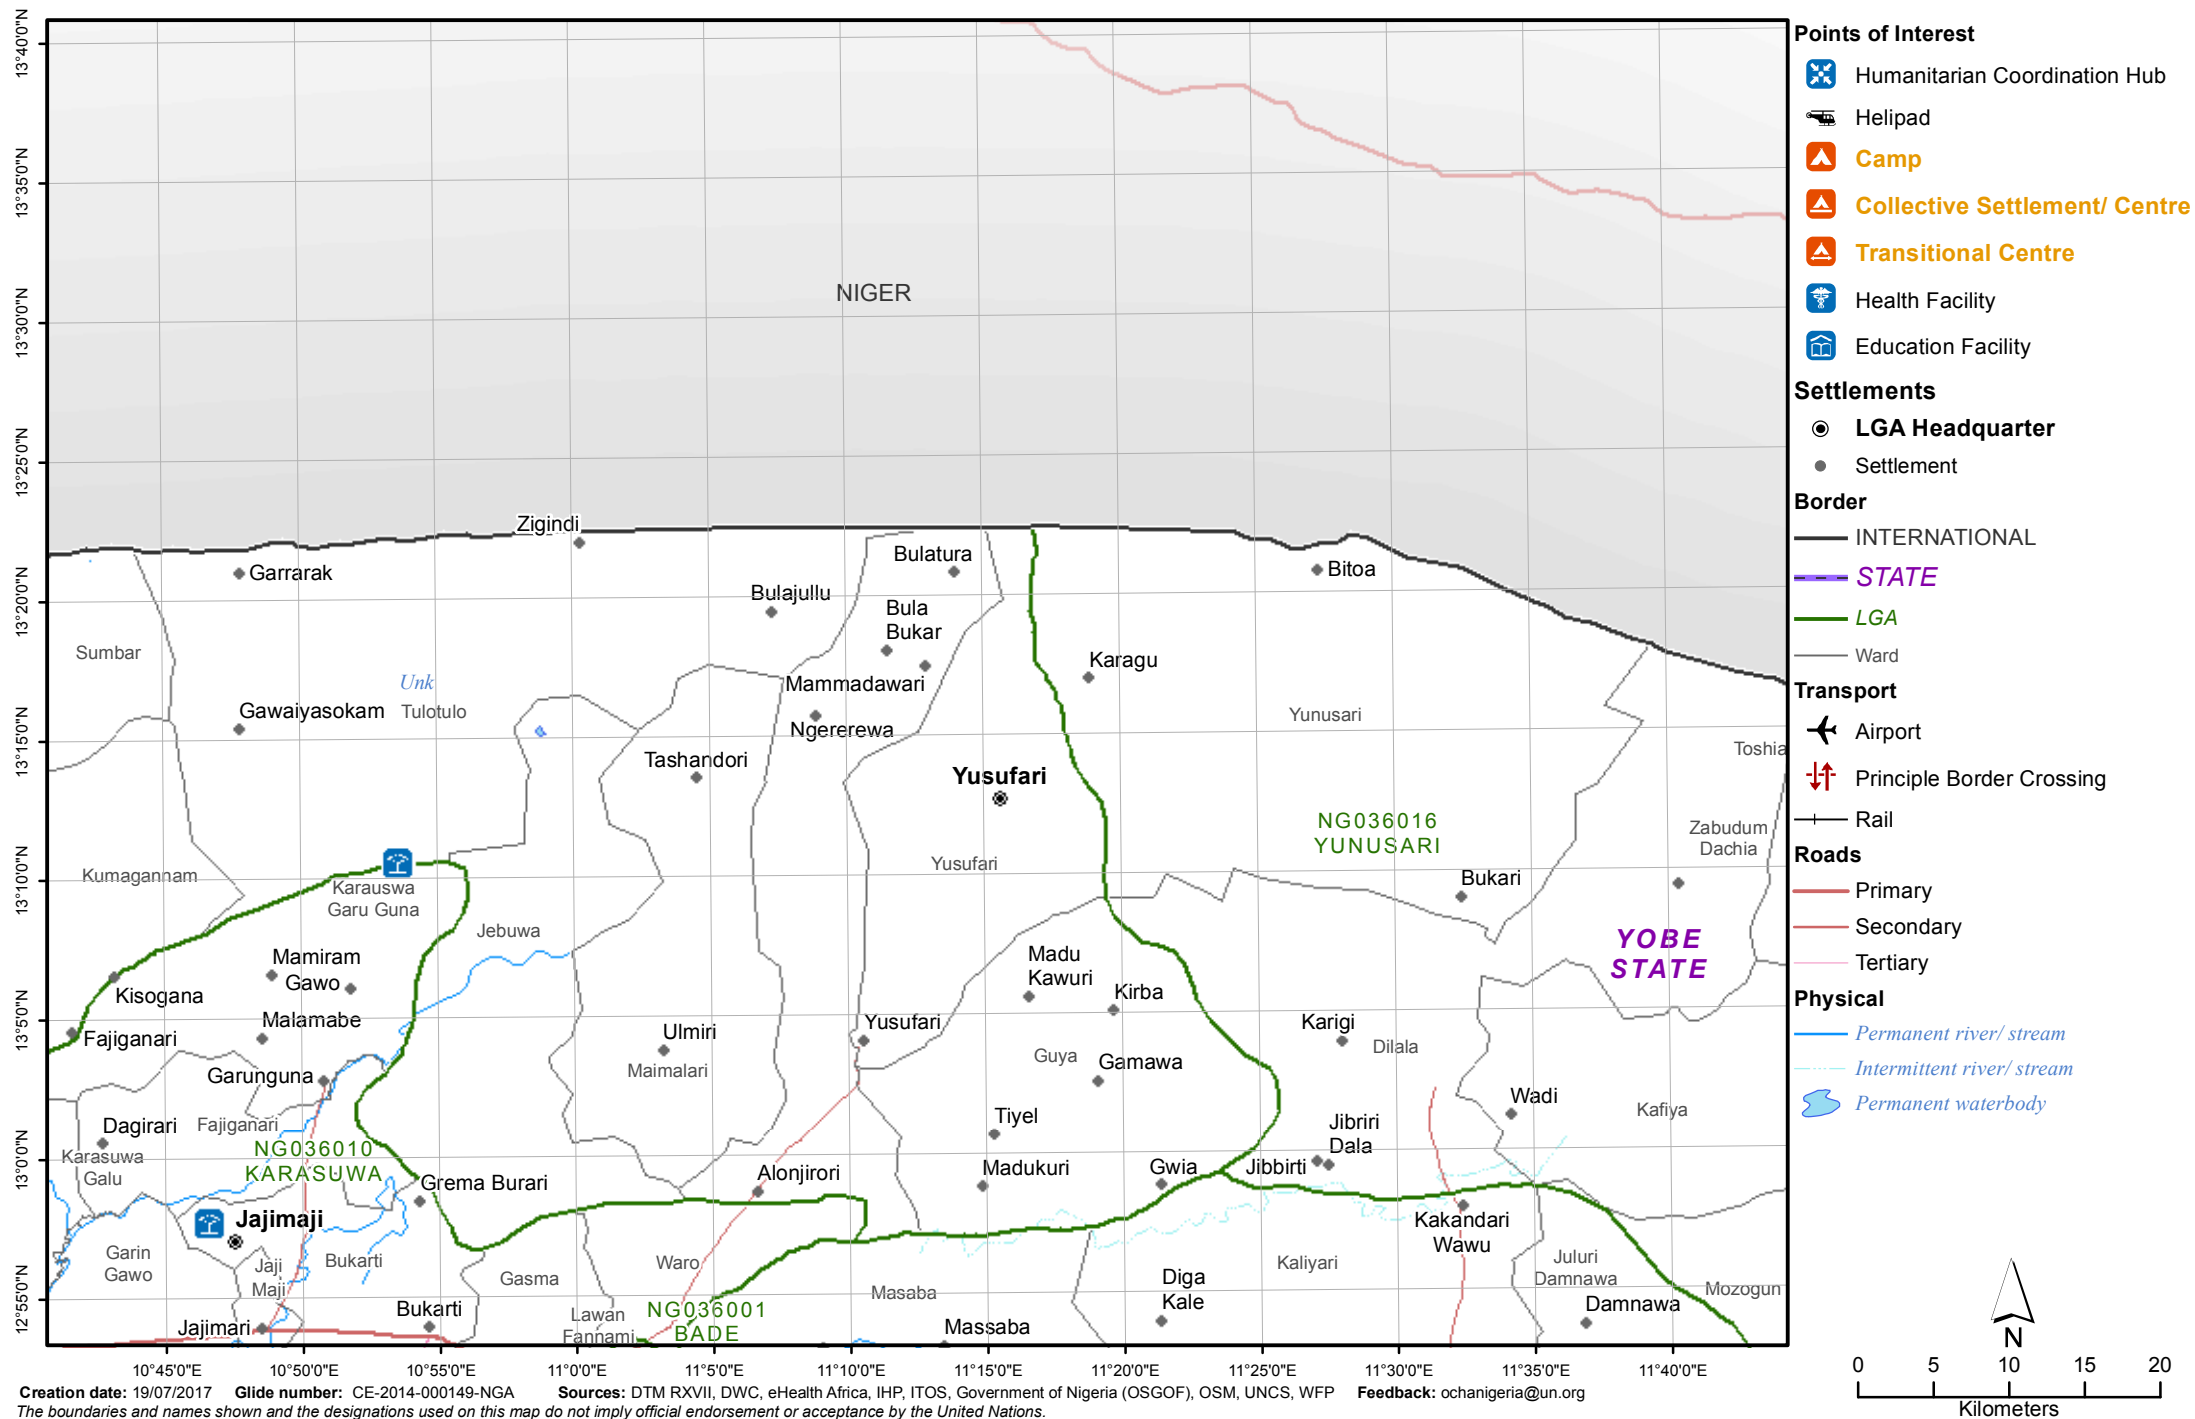 13°40'0"N
13°35'0"N
13°30'0"N
13°25'0"N
13°20'0"N
13°15'0"N
13°10'0"N
13°5'0"N
13°0'0"N
12°55'0"N
NIGER
Zigindi
Garrarak
Bulatura
Bitoa
Bulajullu
Bula
Bukar
Sumbar
Karagu
Unk
Mammadawari
Gawaiyasokam
Tulotulo
Yunusari
Ngererewa
Toshia
Tashandori
Yusufari
NG036016
YUNUSARI
Zabudum
Dachia
Yusufari
Kumagannam
Karauswa
Garu Guna
Bukari
Jebuwa
YOBE
STATE
Mamiram
Gawo
Madu
Kawuri
Kisogana
Kirba
Malamabe
Fajiganari
Ulmiri
Yusufari
Karigi
Guya
Dilala
Gamawa
Maimalari
Garunguna
Wadi
Kafiya
Dagirari
Fajiganari
Tiyel
Jibriri
Dala
NG036010
KARASUWA
Karasuwa
Galu
Grema Burari
Alonjirori
Madukuri
Gwia
Jibbirti
Jajimaji
Kakandari
Wawu
Garin
Gawo
Jaji
Maji
Bukarti
Gasma
Waro
Kaliyari
Juluri
Damnawa
Mozogun
Masaba
Diga
Kale
Damnawa
Bukarti
Lawan
Fannami
NG036001
BADE
Jajimari
Massaba
10°45'0"E
10°50'0"E
10°55'0"E
11°0'0"E
11°5'0"E
11°10'0"E
11°15'0"E
11°20'0"E
11°25'0"E
11°30'0"E
11°35'0"E
11°40'0"E
Points of Interest
Humanitarian Coordination Hub
Helipad
Camp
Collective Settlement/ Centre
Transitional Centre
Health Facility
Education Facility
Settlements
LGA Headquarter
Settlement
Border
INTERNATIONAL
STATE
LGA
Ward
Transport
Airport
Principle Border Crossing
Rail
Roads
Primary
Secondary
Tertiary
Physical
Permanent river/ stream
Intermittent river/ stream
Permanent waterbody
N
0 5 10 15 20
Kilometers
Creation date: 19/07/2017 Glide number: CE-2014-000149-NGA Sources: DTM RXVII, DWC, eHealth Africa, IHP, ITOS, Government of Nigeria (OSGOF), OSM, UNCS, WFP Feedback: ochanigeria@un.org
The boundaries and names shown and the designations used on this map do not imply official endorsement or acceptance by the United Nations.